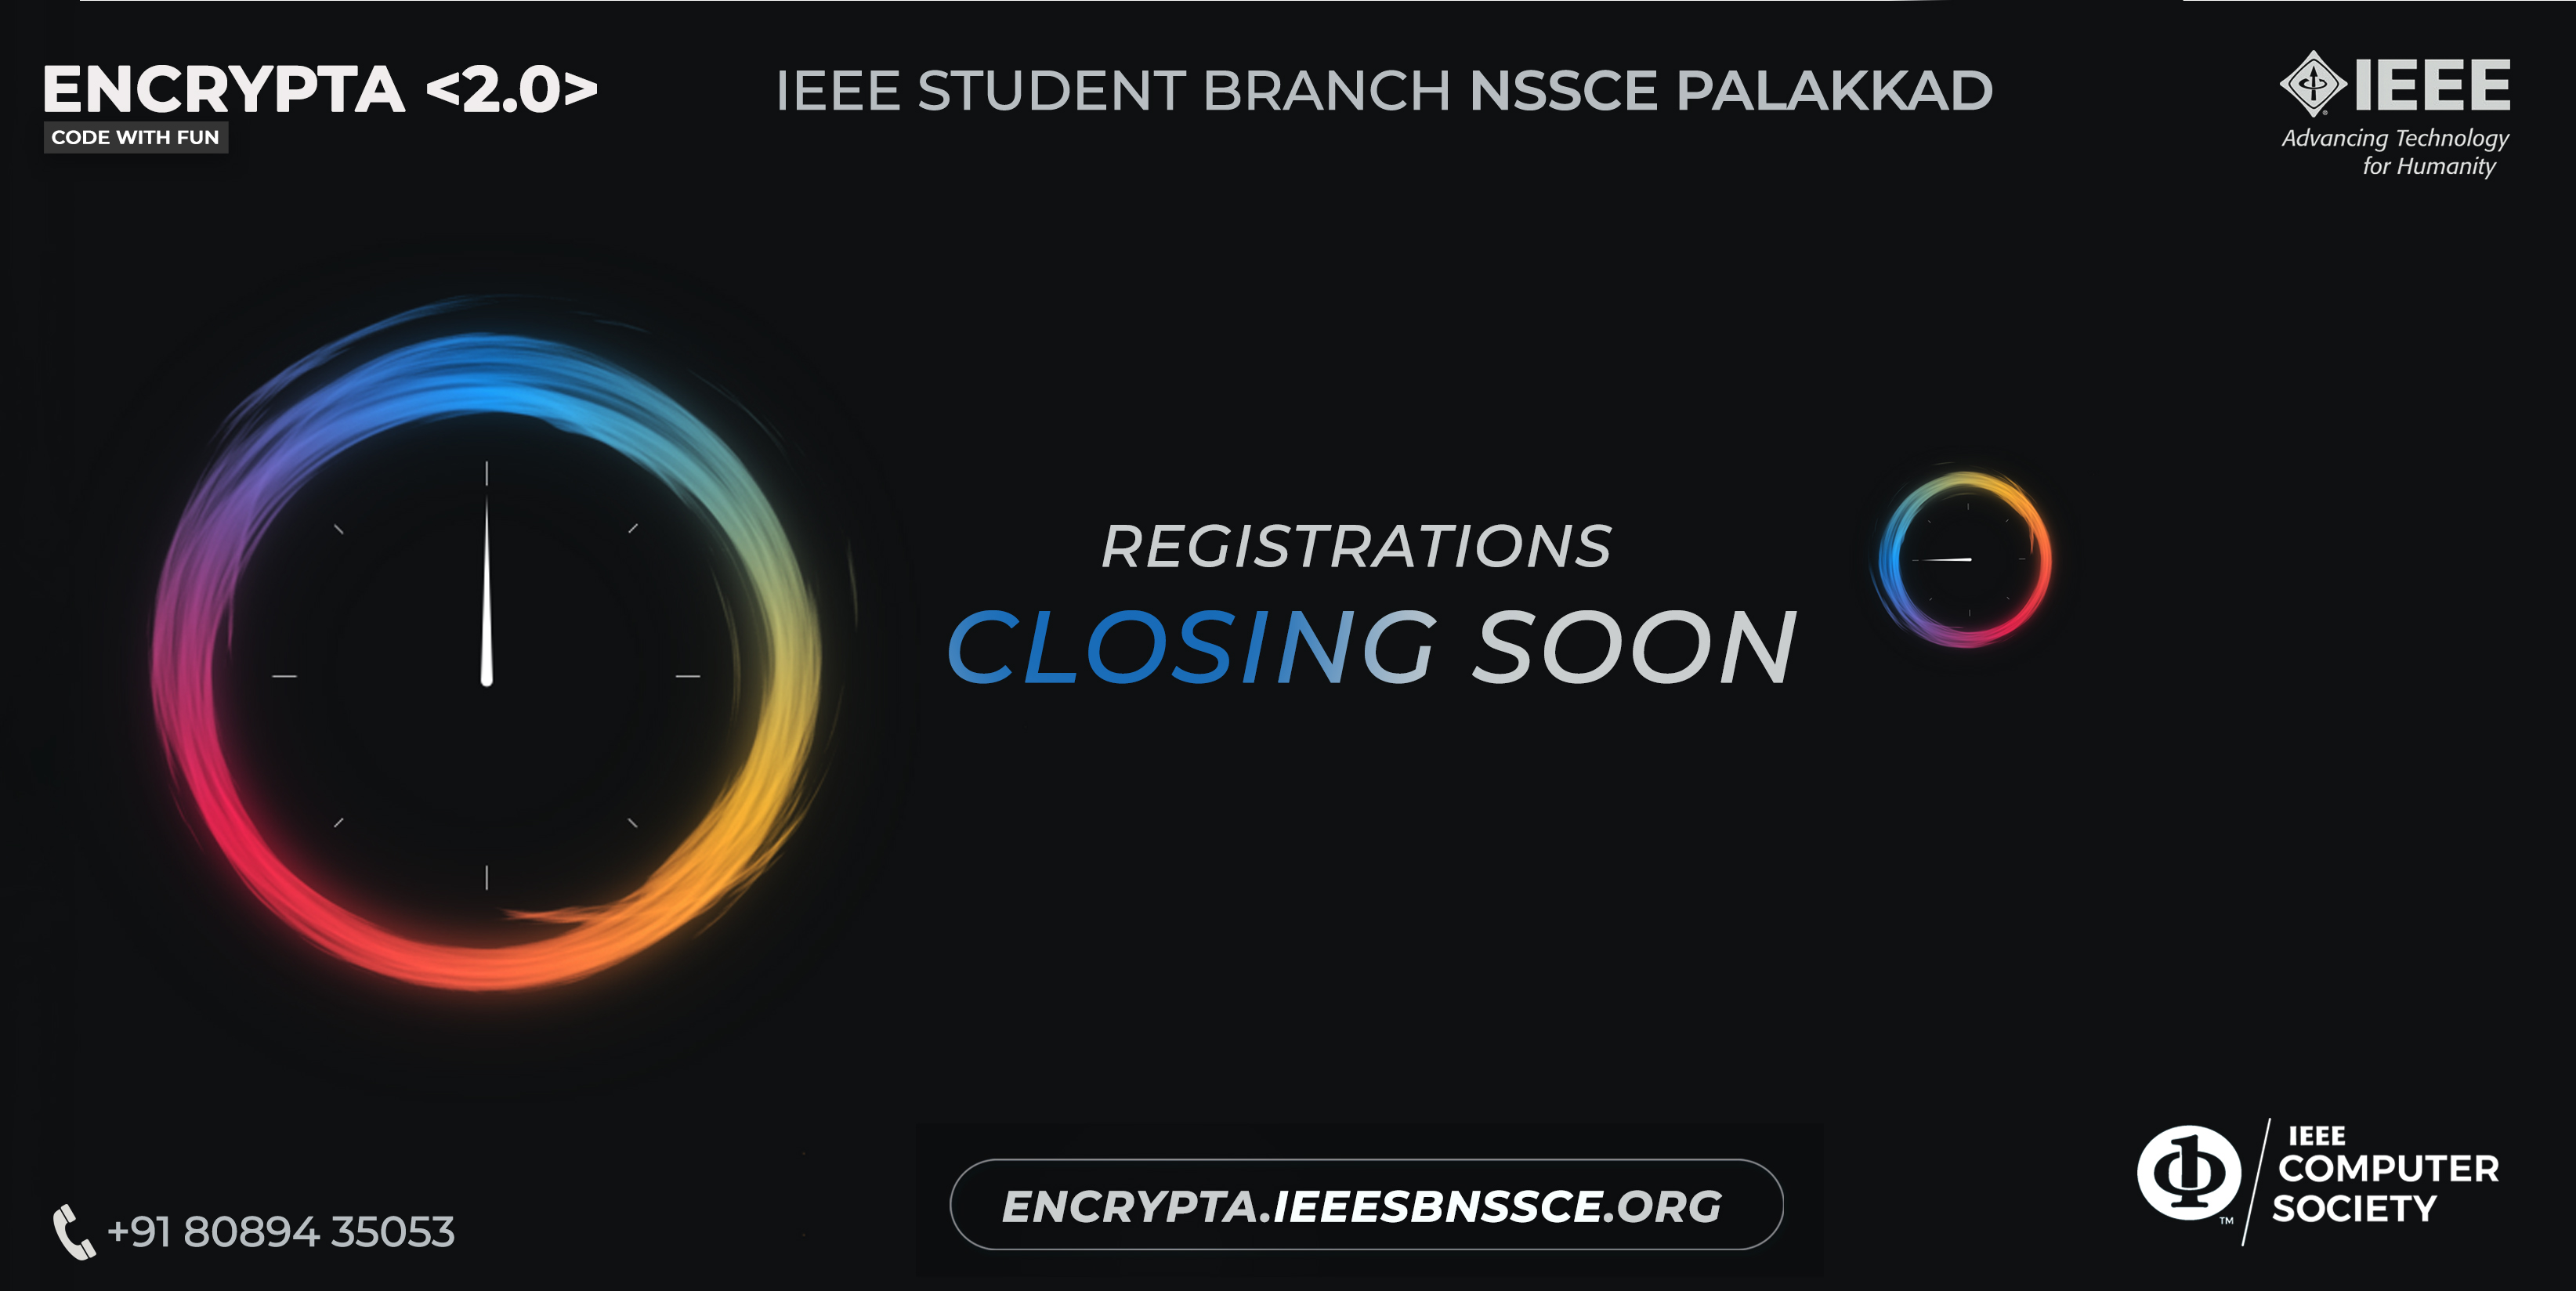 ENCRYPTA <2.0>
CODE WITH FUN
IEEE STUDENT BRANCH NSSCE PALAKKAD
IEEE
Advancing Technology
for Humanity
REGISTRATIONS
CLOSING SOON
+91 80894 35053
ENCRYPTA.IEEESBNSSCE.ORG
IEEE
COMPUTER
SOCIETY
TM